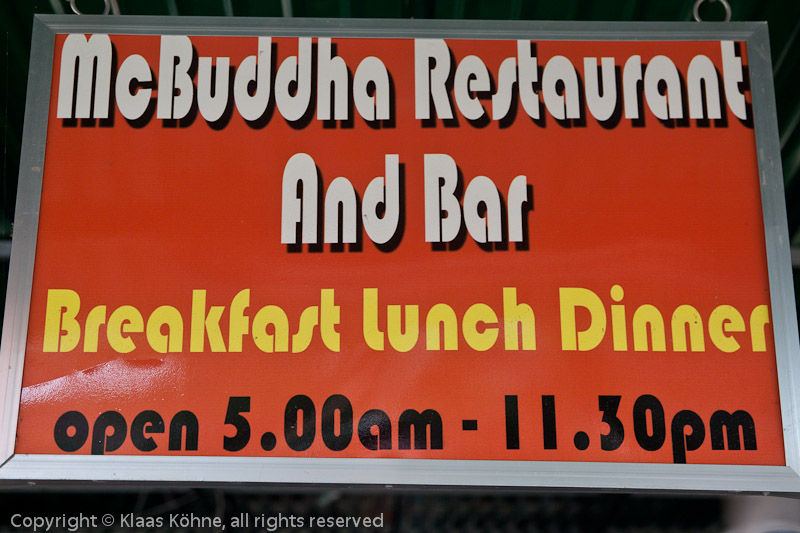 McBuddha Restaurant
And Bar
Breakfast Lunch Dinner
open 5.00am - 11.30pm
Copyright © Klaas Köhne, all rights reserved